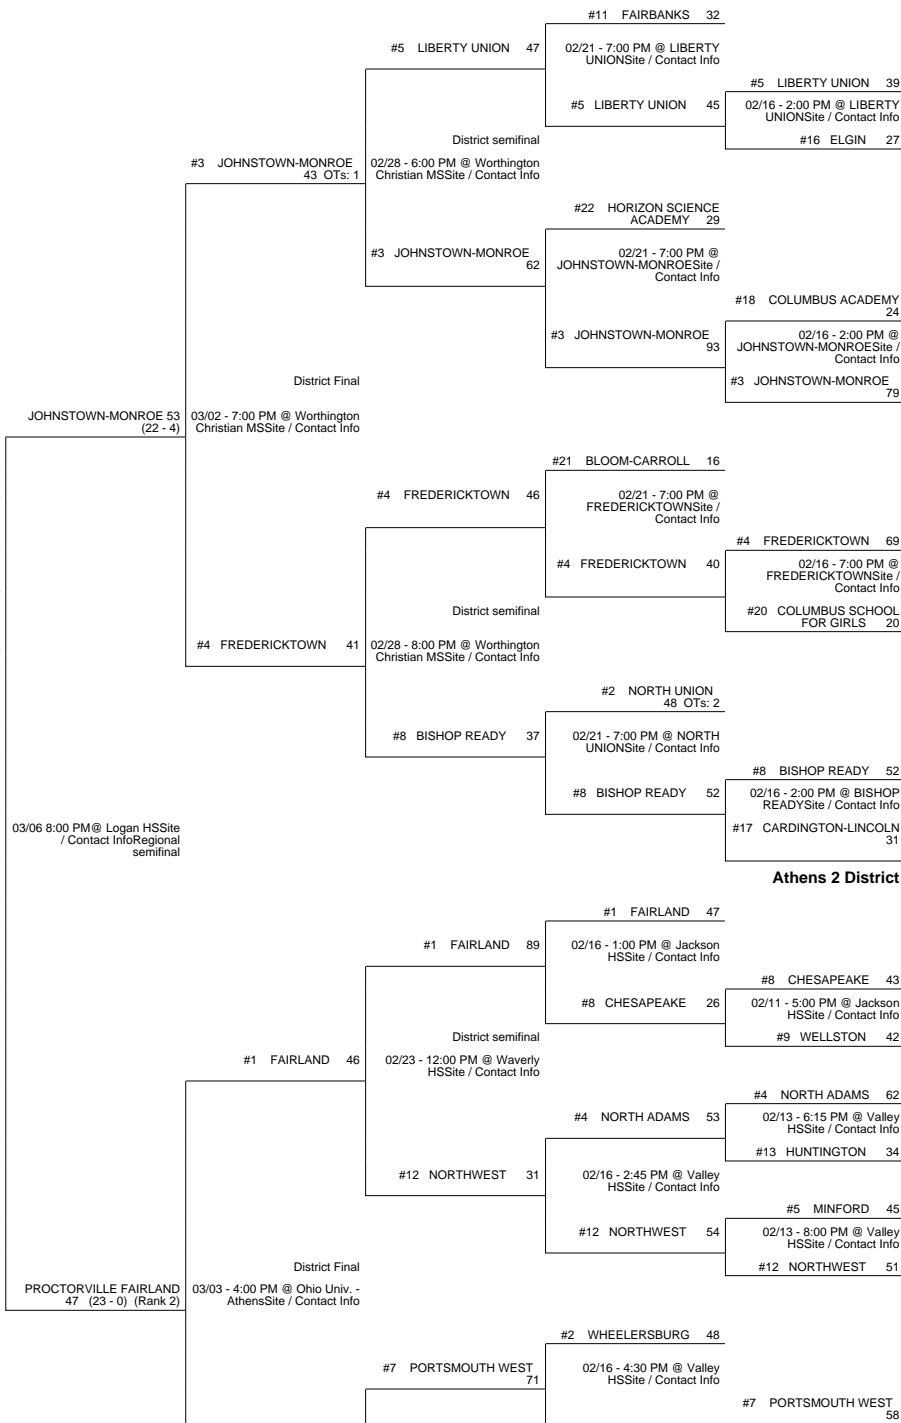 #11 FAIRBANKS 32
#5 LIBERTY UNION 47
02/21 - 7:00 PM @ LIBERTY
UNIONSite / Contact Info
#5 LIBERTY UNION 39
#5 LIBERTY UNION 45
02/16 - 2:00 PM @ LIBERTY
UNIONSite / Contact Info
#16 ELGIN 27
District semifinal
#3 JOHNSTOWN-MONROE
43 OTs: 1
02/28 - 6:00 PM @ Worthington
Christian MSSite / Contact Info
#22 HORIZON SCIENCE
ACADEMY 29
#3 JOHNSTOWN-MONROE
62
02/21 - 7:00 PM @
JOHNSTOWN-MONROESite /
Contact Info
#18 COLUMBUS ACADEMY
24
#3 JOHNSTOWN-MONROE
93
02/16 - 2:00 PM @
JOHNSTOWN-MONROESite /
Contact Info
#3 JOHNSTOWN-MONROE
79
District Final
JOHNSTOWN-MONROE 53
(22 - 4)
03/02 - 7:00 PM @ Worthington
Christian MSSite / Contact Info
#21 BLOOM-CARROLL 16
#4 FREDERICKTOWN 46
02/21 - 7:00 PM @
FREDERICKTOWNSite /
Contact Info
#4 FREDERICKTOWN 69
#4 FREDERICKTOWN 40
02/16 - 7:00 PM @
FREDERICKTOWNSite /
Contact Info
#20 COLUMBUS SCHOOL
FOR GIRLS 20
District semifinal
#4 FREDERICKTOWN 41
02/28 - 8:00 PM @ Worthington
Christian MSSite / Contact Info
#2 NORTH UNION
48 OTs: 2
#8 BISHOP READY 37
02/21 - 7:00 PM @ NORTH
UNIONSite / Contact Info
#8 BISHOP READY 52
#8 BISHOP READY 52
02/16 - 2:00 PM @ BISHOP
READYSite / Contact Info
#17 CARDINGTON-LINCOLN
31
03/06 8:00 PM@ Logan HSSite
/ Contact InfoRegional
semifinal
Athens 2 District
#1 FAIRLAND 47
#1 FAIRLAND 89
02/16 - 1:00 PM @ Jackson
HSSite / Contact Info
#8 CHESAPEAKE 43
#8 CHESAPEAKE 26
02/11 - 5:00 PM @ Jackson
HSSite / Contact Info
#9 WELLSTON 42
District semifinal
#1 FAIRLAND 46
02/23 - 12:00 PM @ Waverly
HSSite / Contact Info
#4 NORTH ADAMS 62
#4 NORTH ADAMS 53
02/13 - 6:15 PM @ Valley
HSSite / Contact Info
#13 HUNTINGTON 34
#12 NORTHWEST 31
02/16 - 2:45 PM @ Valley
HSSite / Contact Info
#5 MINFORD 45
#12 NORTHWEST 54
02/13 - 8:00 PM @ Valley
HSSite / Contact Info
#12 NORTHWEST 51
District Final
PROCTORVILLE FAIRLAND
47 (23 - 0) (Rank 2)
03/03 - 4:00 PM @ Ohio Univ. -
AthensSite / Contact Info
#2 WHEELERSBURG 48
#7 PORTSMOUTH WEST
71
02/16 - 4:30 PM @ Valley
HSSite / Contact Info
#7 PORTSMOUTH WEST
58